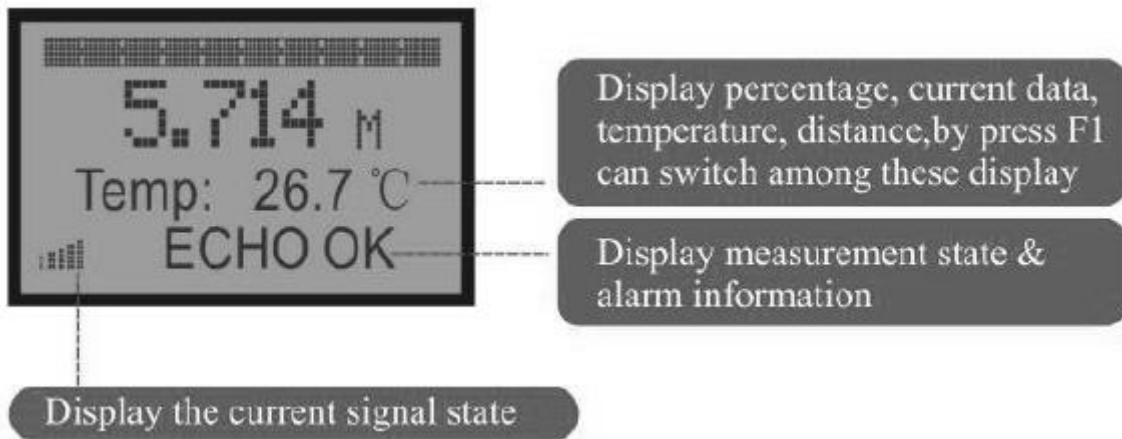 5.714 M
Temp: 26.7 ℃
ECHO OK
Display percentage, current data,
temperature, distance,by press F1
can switch among these display
Display measurement state &
alarm information
Display the current signal state